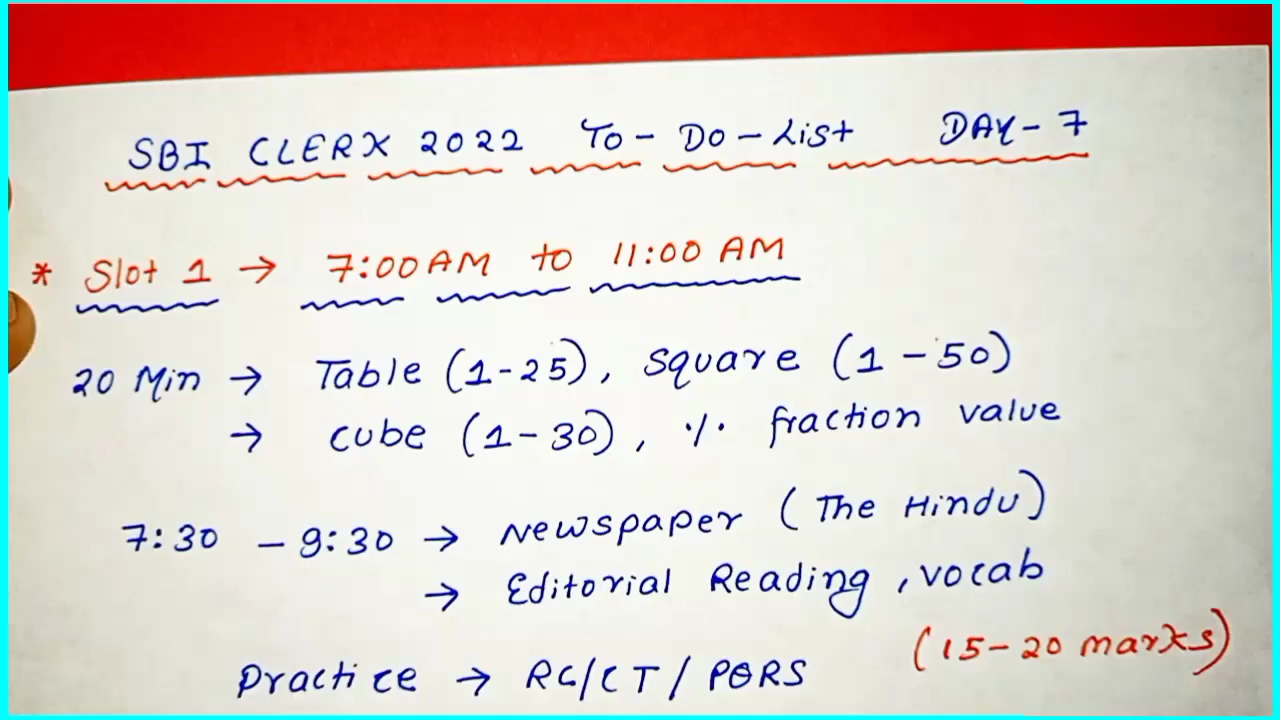 SBI CLERK 2022 To-Do-List DAY-7
* Slot 1 → 7:00 AM to 11:00 AM
20 Min → Table (1-25), Square (1-50)
→ Cube (1-30), % fraction value
7:30 - 9:30 → Newspaper (The Hindu)
→ Editorial Reading, vocab
(15-20 marks)
Practice → RC/CT/PQRS